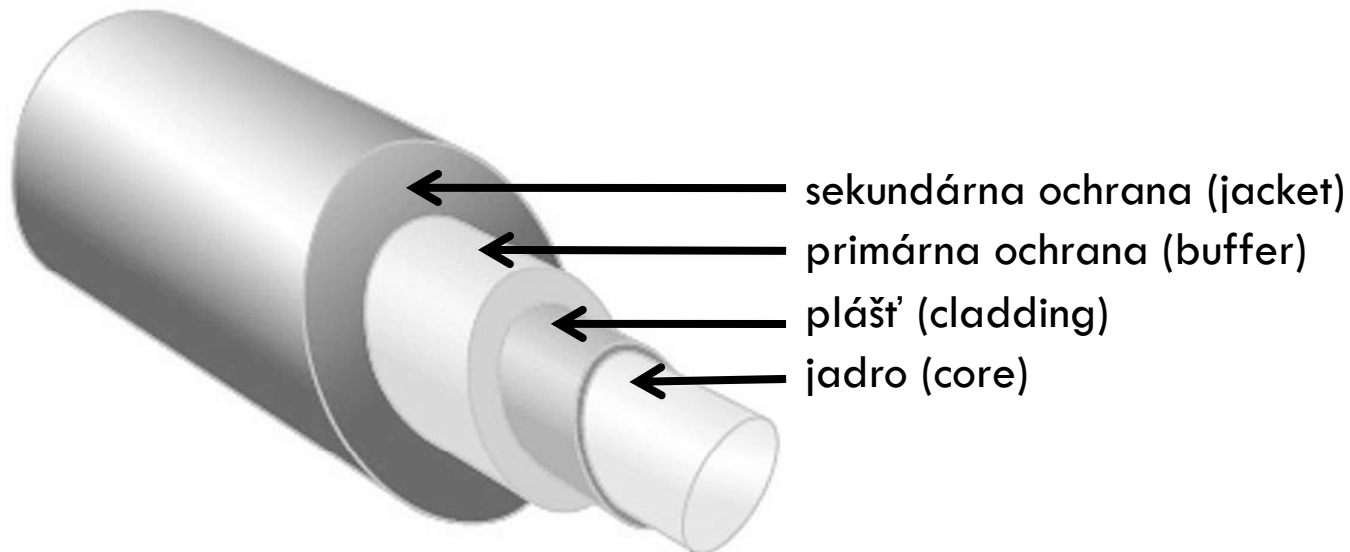 sekundárna ochrana (jacket)
primárna ochrana (buffer)
plášť (cladding)
jadro (core)